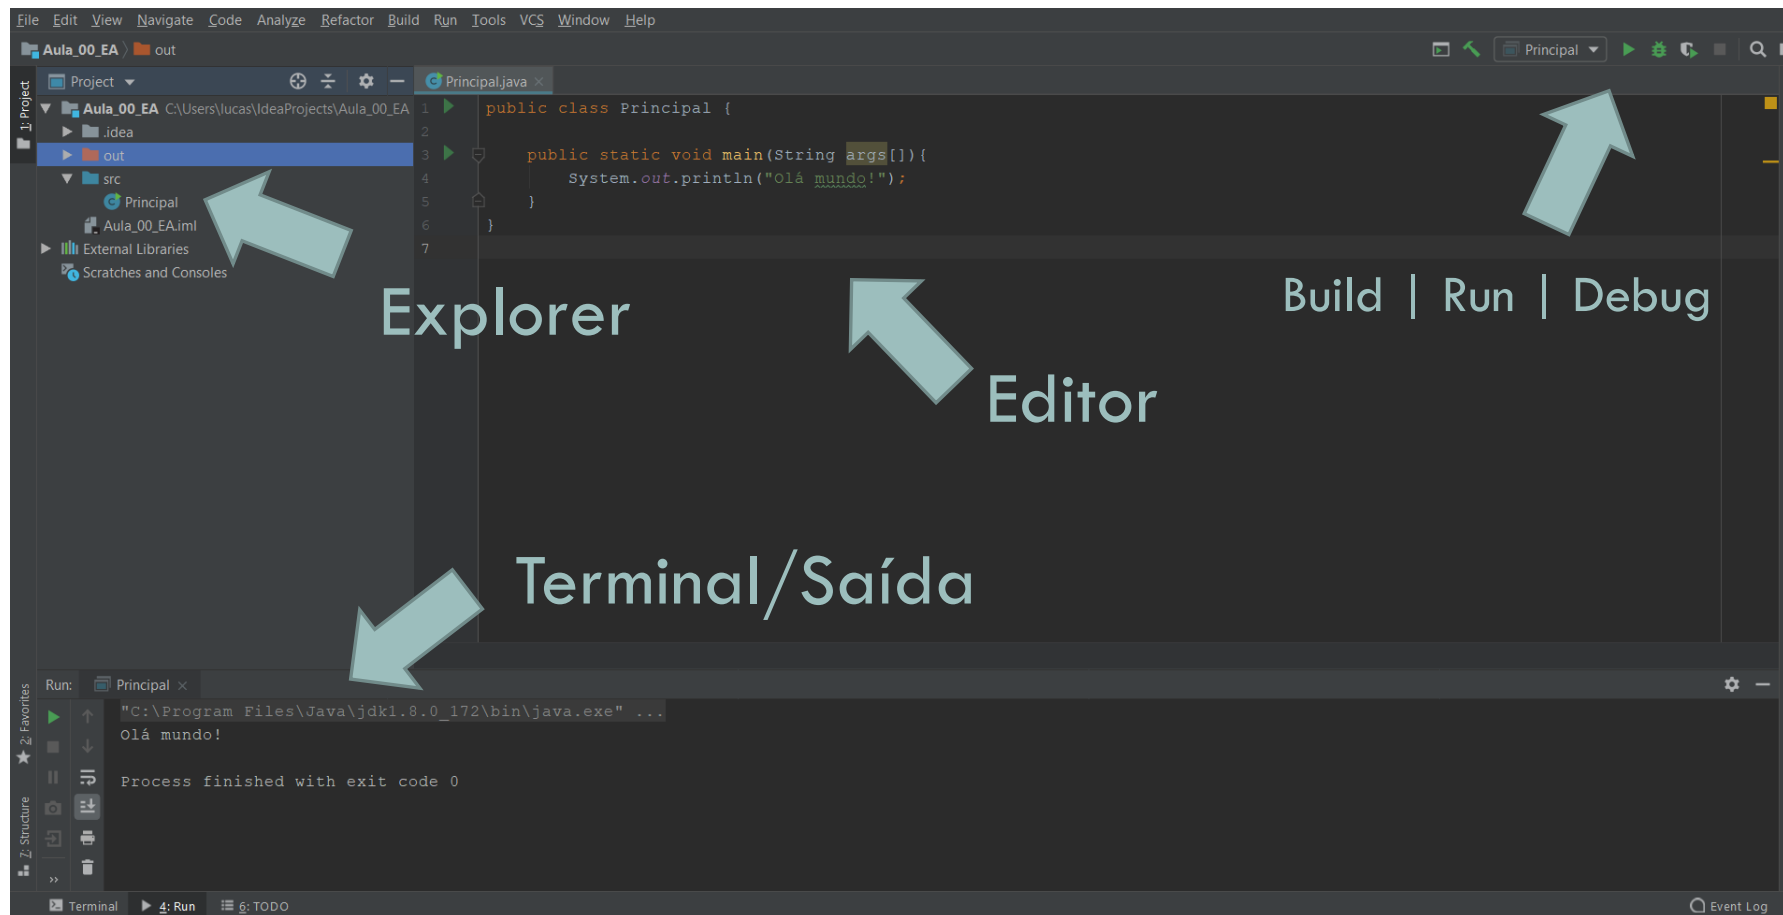 File Edit View Navigate Code Analyze Refactor Build Run Tools VCS Window Help
Aula_00_EA out
Principal
1: Project
Project
Principal.java
Aula_00_EA C:\Users\lucas\IdeaProjects\Aula_00_EA
.idea
out
src
Principal
Aula_00_EA.iml
External Libraries
Scratches and Consoles
1 public class Principal {
2
3 public static void main(String args[]){
4 System.out.println("Olá mundo!");
5 }
6 }
7
Explorer
Build | Run | Debug
Editor
Terminal/Saída
2: Favorites
Z: Structure
Run: Principal
"C:\Program Files\Java\jdk1.8.0_172\bin\java.exe" ...
Olá mundo!
Process finished with exit code 0
Terminal 4: Run 6: TODO Event Log